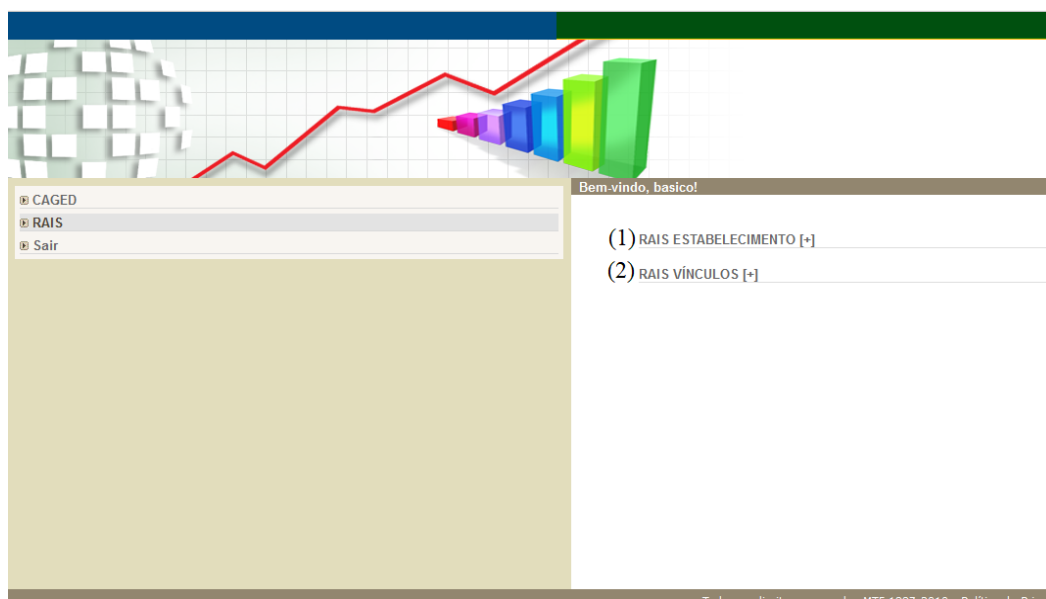 CAGED
RAIS
Sair
Bem-vindo, basico!
(1) RAIS ESTABELECIMENTO [+]
(2) RAIS VÍNCULOS [+]